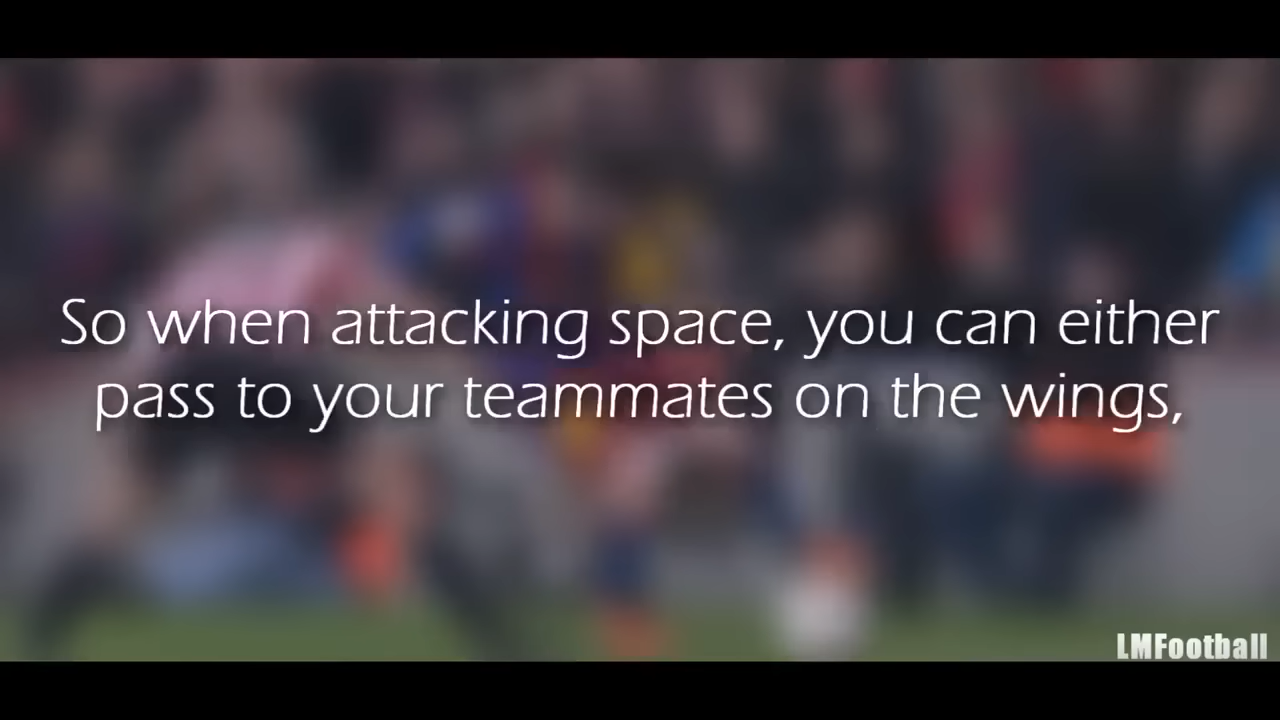 So when attacking space, you can either
pass to your teammates on the wings,
LMFootball